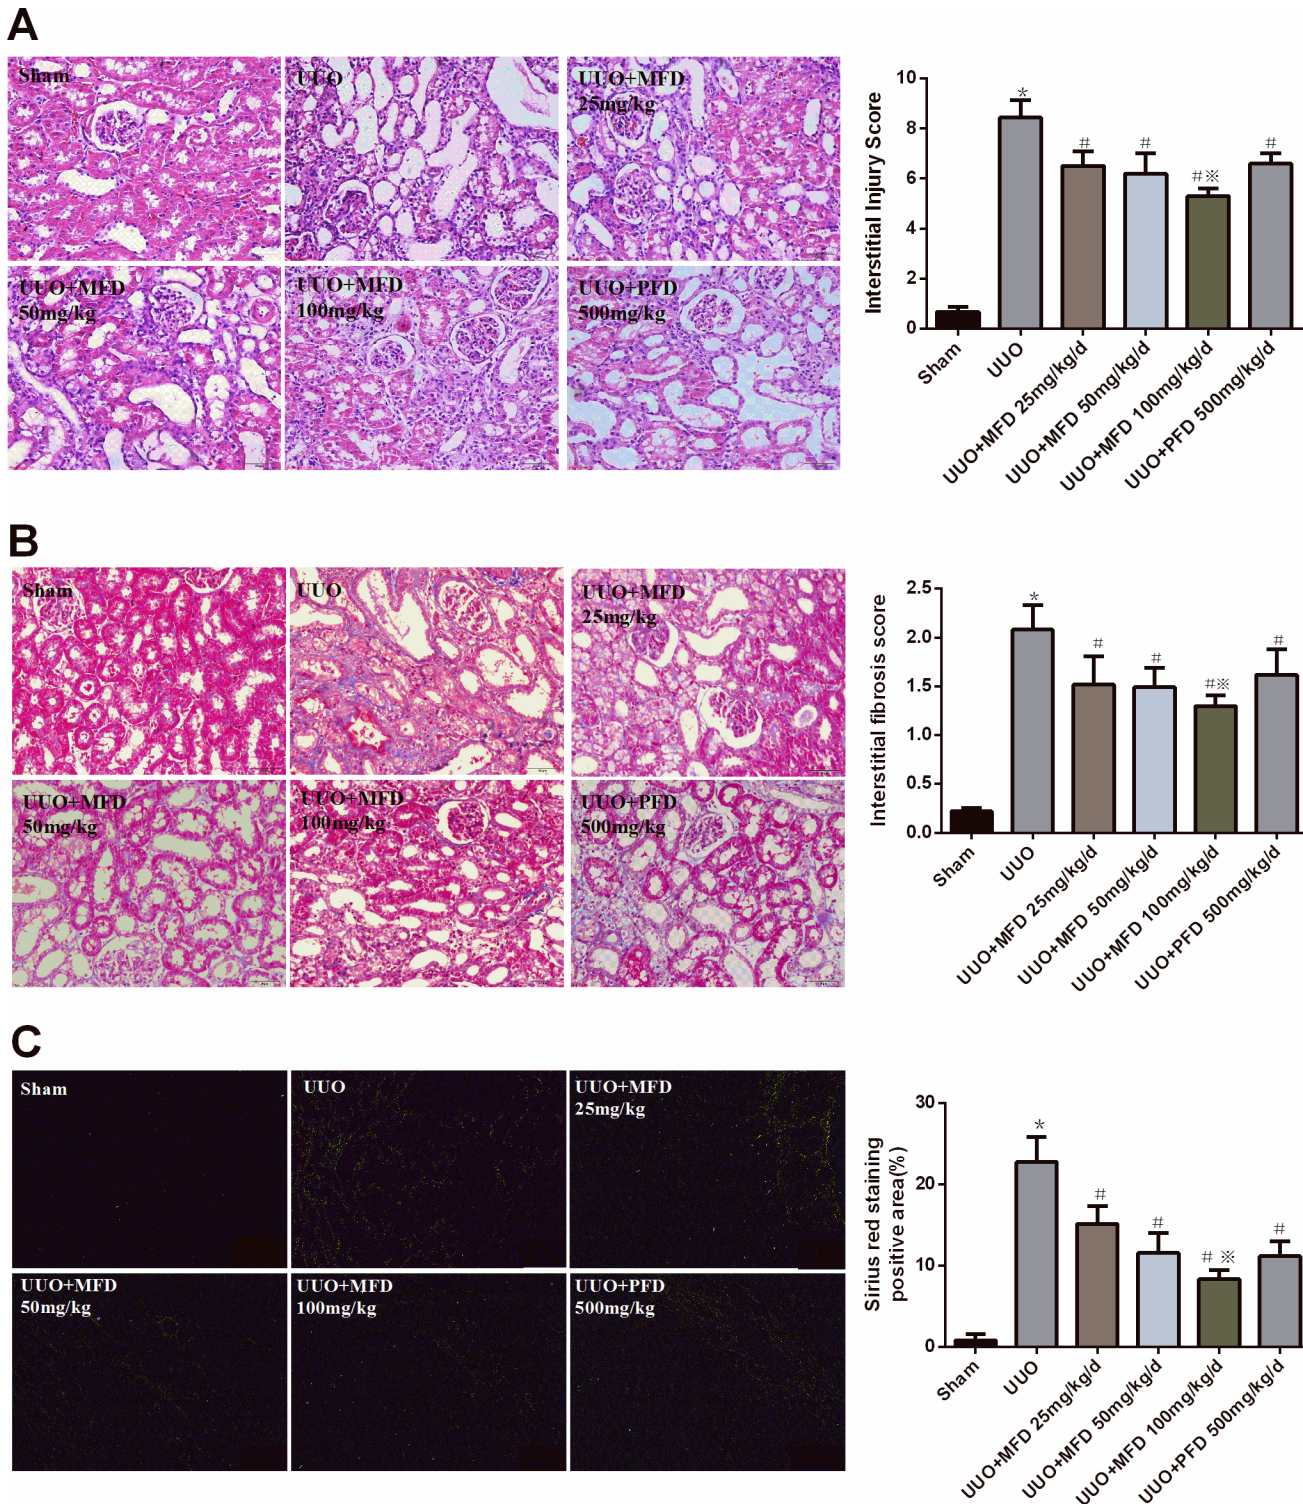 A
Sham
UUO
UUO+MFD
25mg/kg
UUO+MFD
50mg/kg
UUO+MFD
100mg/kg
UUO+PFD
500mg/kg
Interstitial Injury Score
10
8
6
4
2
0
*
#
#
#※
#
Sham
UUO
UUO+MFD 25mg/kg/d
UUO+MFD 50mg/kg/d
UUO+MFD 100mg/kg/d
UUO+PFD 500mg/kg/d
B
Sham
UUO
UUO+MFD
25mg/kg
UUO+MFD
50mg/kg
UUO+MFD
100mg/kg
UUO+PFD
500mg/kg
Interstitial fibrosis score
2.5
2.0
1.5
1.0
0.5
0.0
*
#
#
#※
#
Sham
UUO
UUO+MFD 25mg/kg/d
UUO+MFD 50mg/kg/d
UUO+MFD 100mg/kg/d
UUO+PFD 500mg/kg/d
C
Sham
UUO
UUO+MFD
25mg/kg
UUO+MFD
50mg/kg
UUO+MFD
100mg/kg
UUO+PFD
500mg/kg
Sirius red staining
positive area(%)
30
20
10
0
*
#
#
# ※
#
Sham
UUO
UUO+MFD 25mg/kg/d
UUO+MFD 50mg/kg/d
UUO+MFD 100mg/kg/d
UUO+PFD 500mg/kg/d